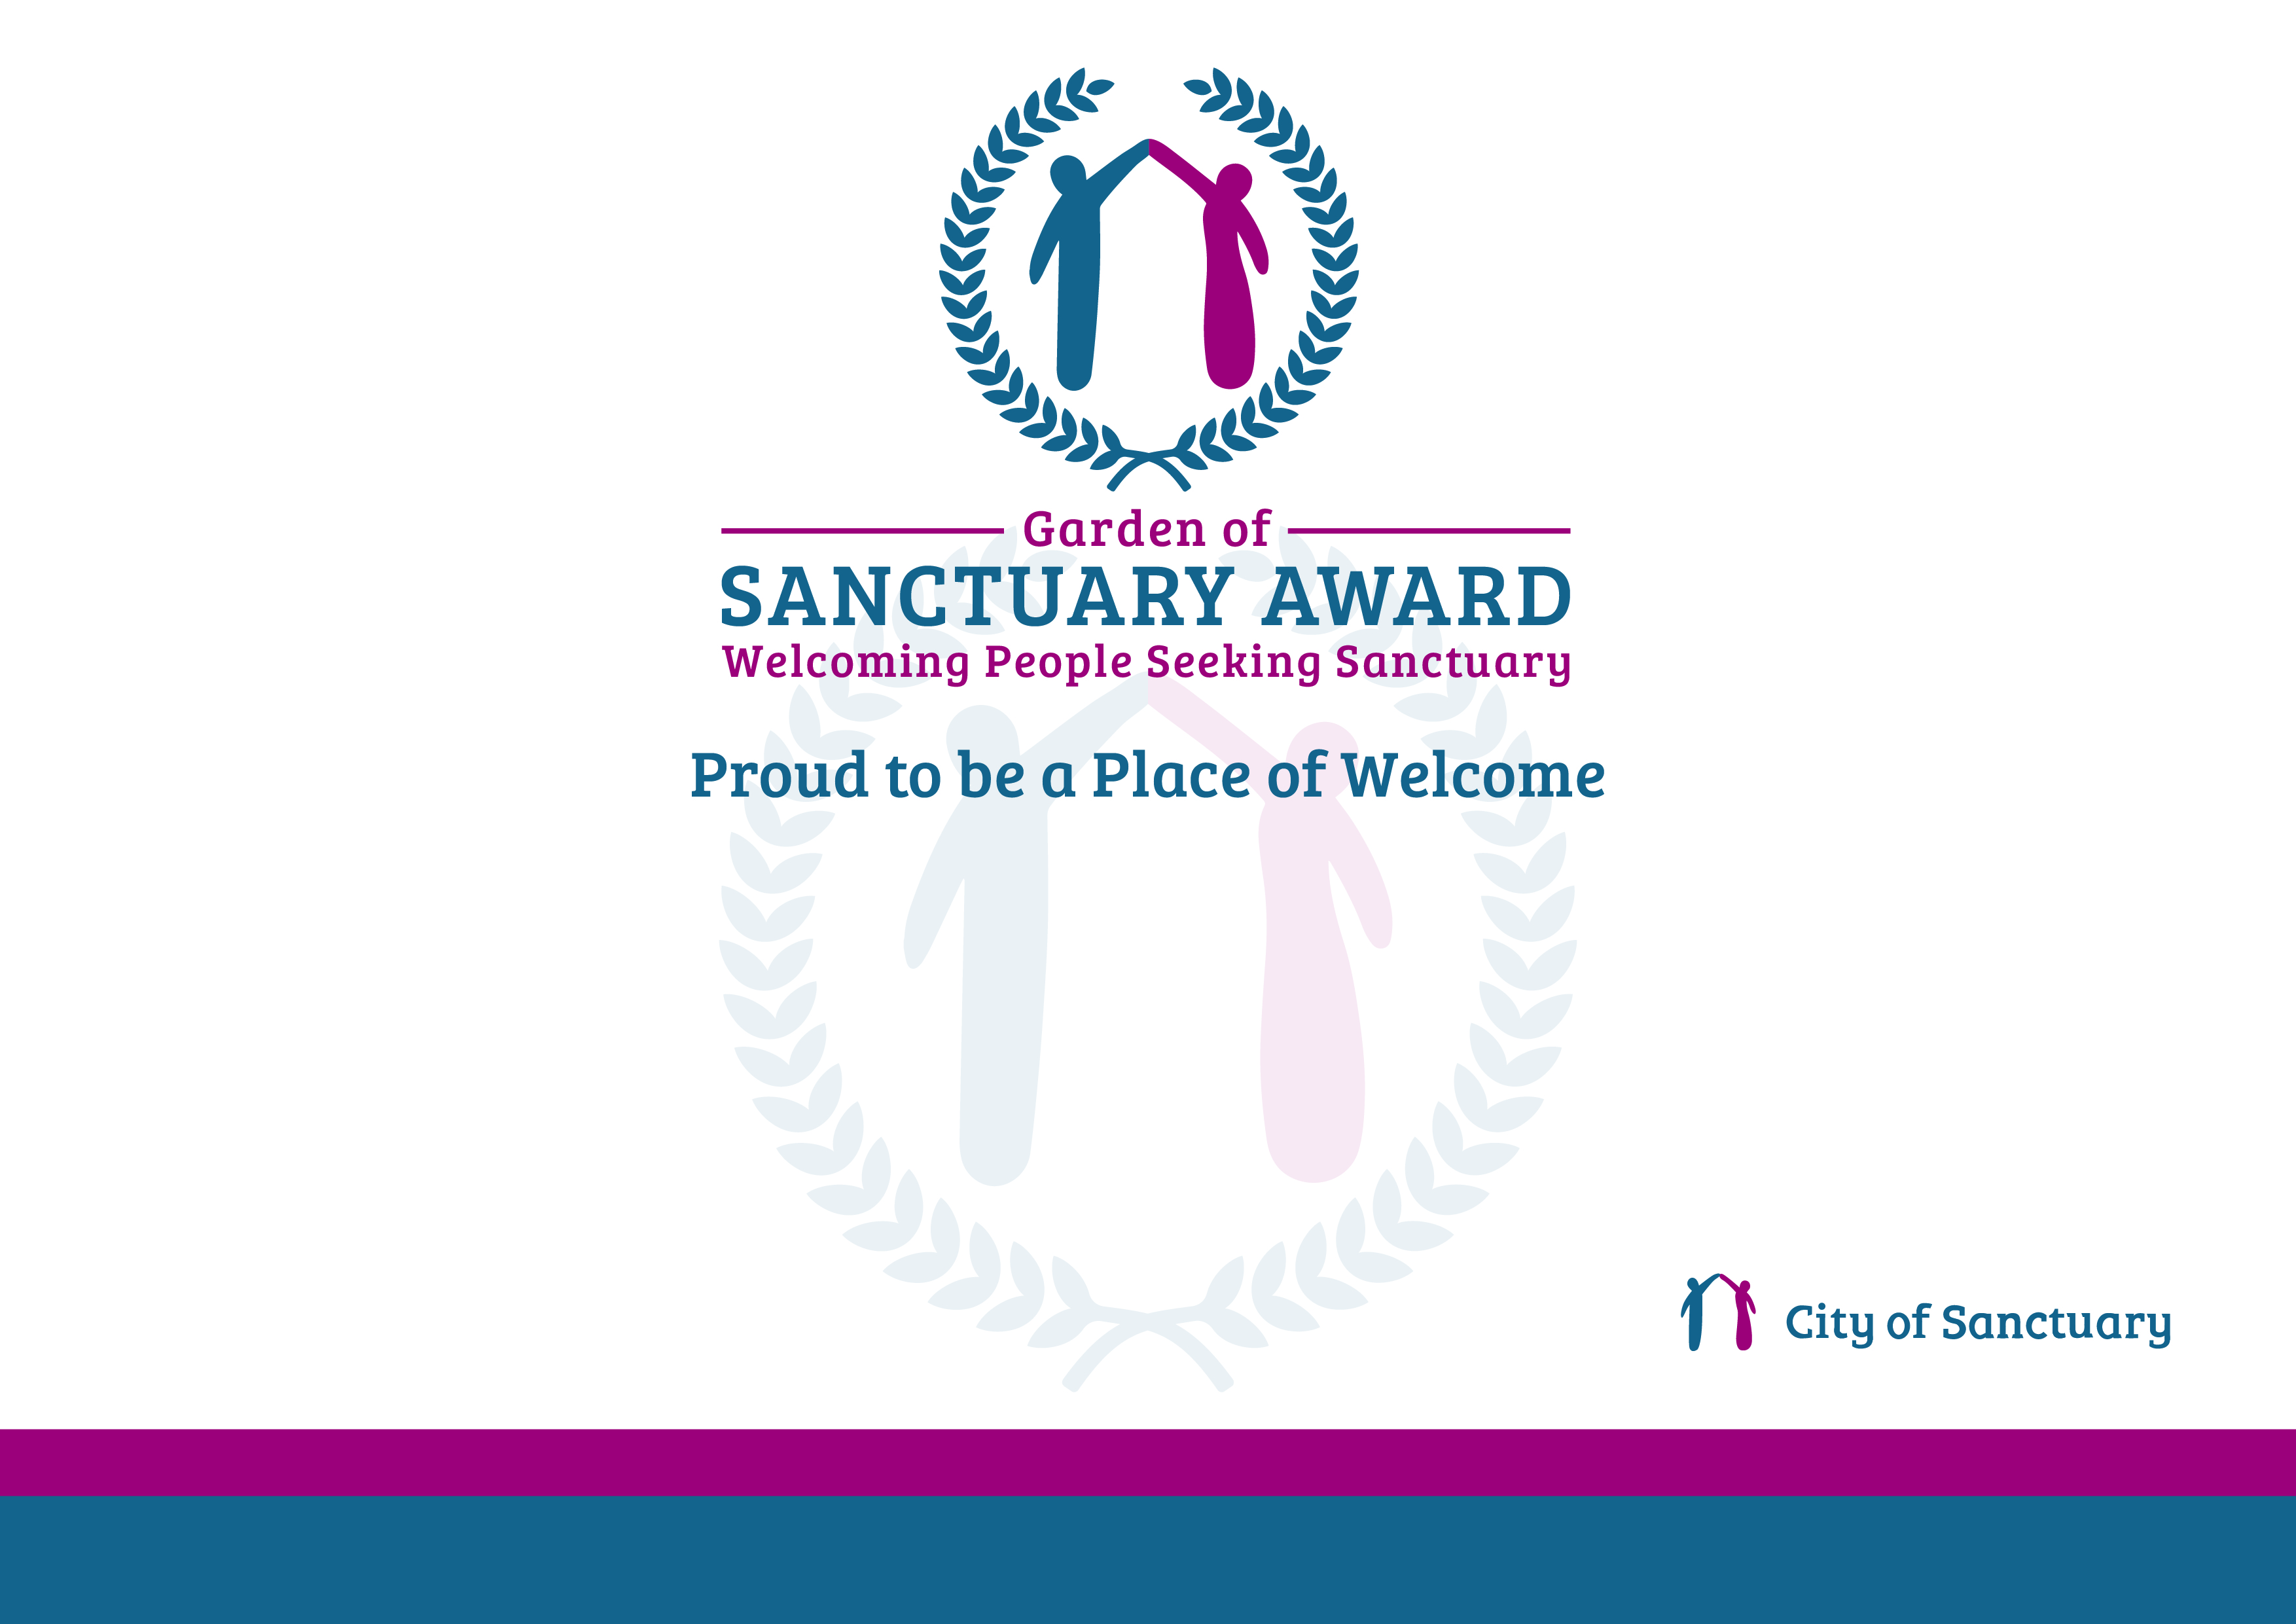 Garden of
SANCTUARY AWARD
Welcoming People Seeking Sanctuary
Proud to be a Place of Welcome
City of Sanctuary